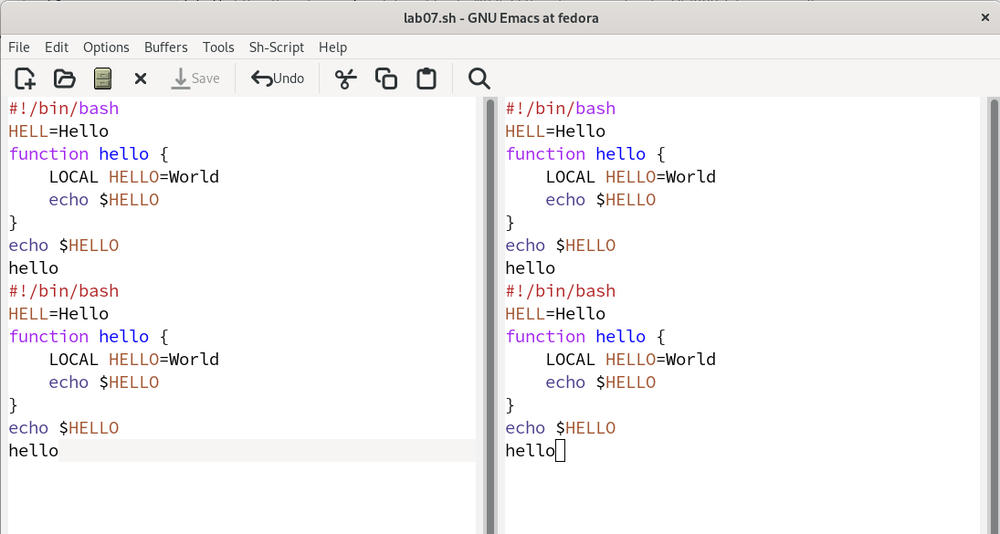 lab07.sh - GNU Emacs at fedora
File Edit Options Buffers Tools Sh-Script Help
Save Undo
#!/bin/bash
HELL=Hello
function hello {
    LOCAL HELLO=World
    echo $HELLO
}
echo $HELLO
hello
#!/bin/bash
HELL=Hello
function hello {
    LOCAL HELLO=World
    echo $HELLO
}
echo $HELLO
hello
#!/bin/bash
HELL=Hello
function hello {
    LOCAL HELLO=World
    echo $HELLO
}
echo $HELLO
hello
#!/bin/bash
HELL=Hello
function hello {
    LOCAL HELLO=World
    echo $HELLO
}
echo $HELLO
hello